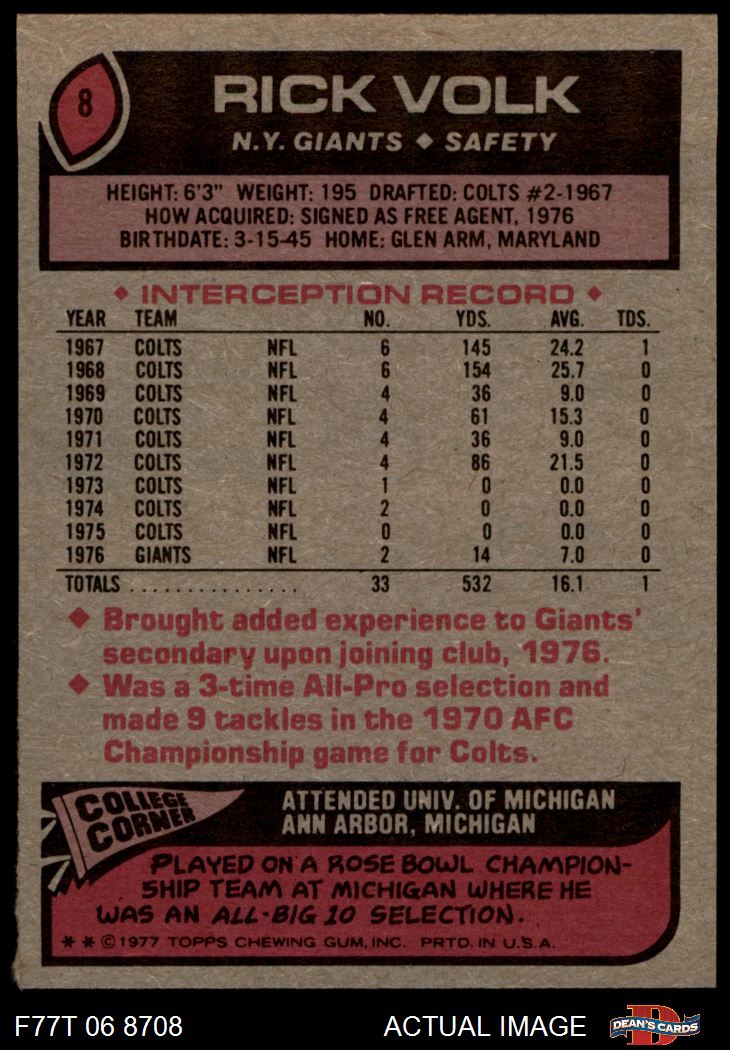 8
RICK VOLK
N.Y. GIANTS ♦ SAFETY
HEIGHT: 6'3" WEIGHT: 195 DRAFTED: COLTS #2-1967
HOW ACQUIRED: SIGNED AS FREE AGENT, 1976
BIRTHDATE: 3-15-45 HOME: GLEN ARM, MARYLAND
♦ INTERCEPTION RECORD ♦
YEAR TEAM NO. YDS. AVG. TDS.
1967 COLTS NFL 6 145 24.2 1
1968 COLTS NFL 6 154 25.7 0
1969 COLTS NFL 4 36 9.0 0
1970 COLTS NFL 4 61 15.3 0
1971 COLTS NFL 4 36 9.0 0
1972 COLTS NFL 4 86 21.5 0
1973 COLTS NFL 1 0 0.0 0
1974 COLTS NFL 2 0 0.0 0
1975 COLTS NFL 0 0 0.0 0
1976 GIANTS NFL 2 14 7.0 0
TOTALS ............... 33 532 16.1 1
♦ Brought added experience to Giants'
secondary upon joining club, 1976.
♦ Was a 3-time All-Pro selection and
made 9 tackles in the 1970 AFC
Championship game for Colts.
COLLEGE
CORNER
ATTENDED UNIV. OF MICHIGAN
ANN ARBOR, MICHIGAN
PLAYED ON A ROSE BOWL CHAMPION-
SHIP TEAM AT MICHIGAN WHERE HE
WAS AN ALL-BIG 10 SELECTION.
* * © 1977 TOPPS CHEWING GUM, INC. PRTD. IN U.S.A.
F77T 06 8708 ACTUAL IMAGE D DEAN'S CARDS